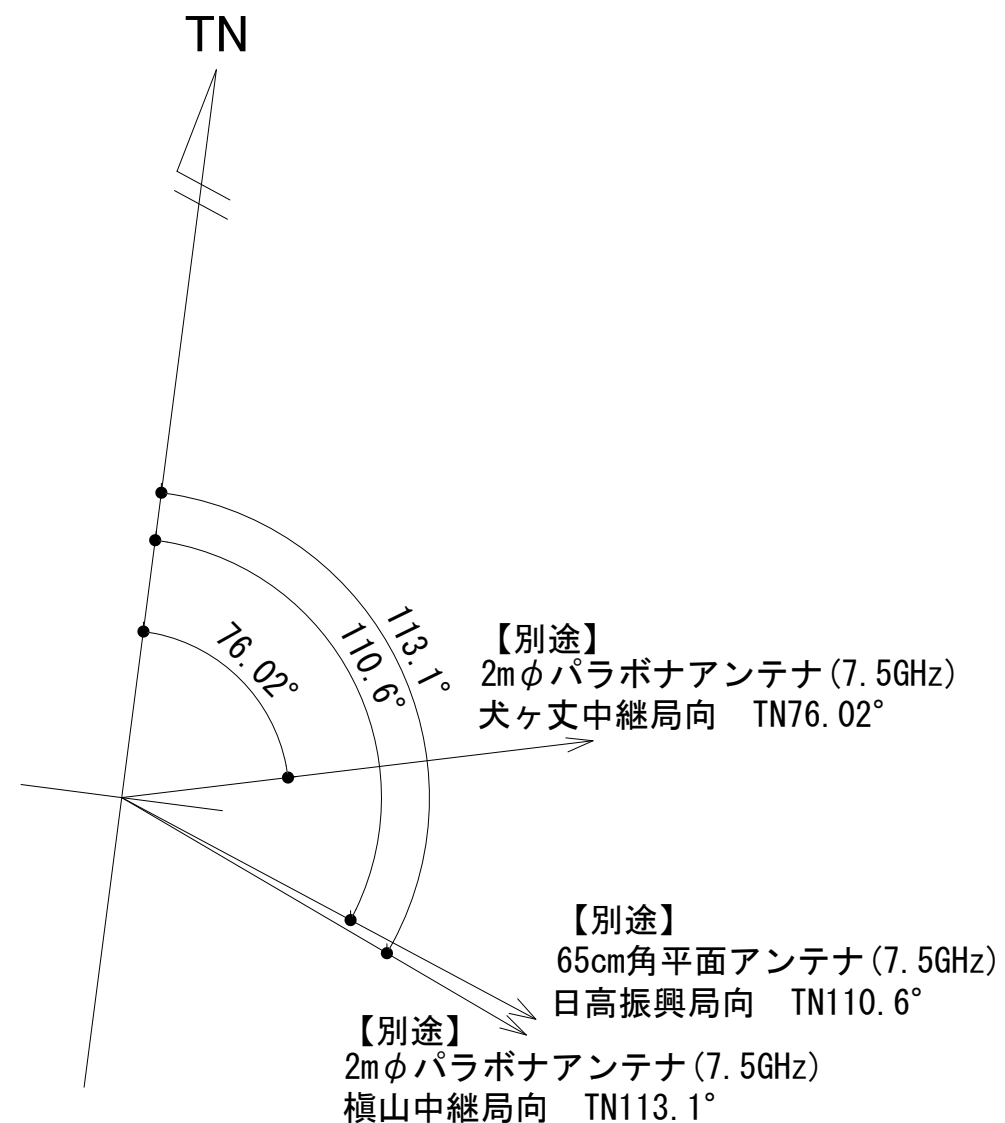 TN
113.1°
110.6°
76.02°
【別途】
2mφパラボナアンテナ(7.5GHz)
犬ヶ丈中継局向　TN76.02°
【別途】
65cm角平面アンテナ(7.5GHz)
日高振興局向　TN110.6°
【別途】
2mφパラボナアンテナ(7.5GHz)
槇山中継局向　TN113.1°